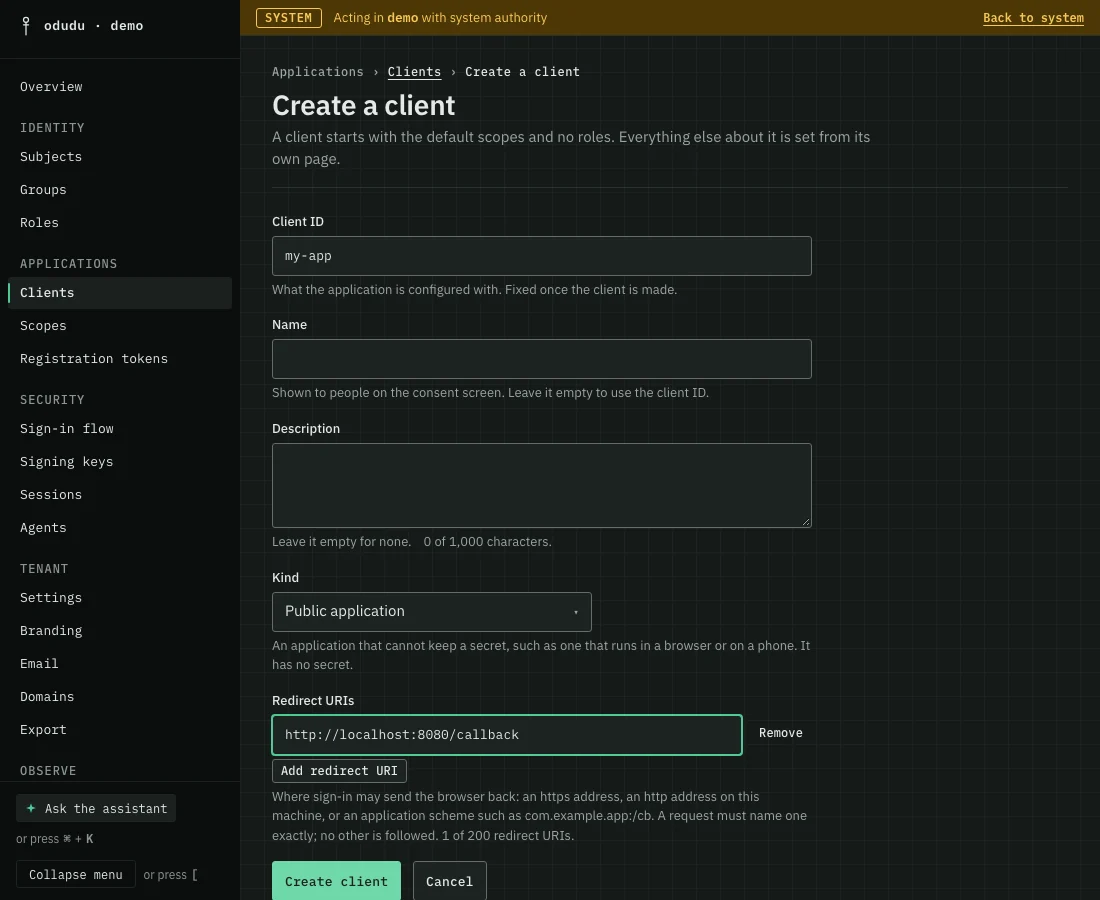 odudu · demo
SYSTEM Acting in demo with system authority Back to system
Overview
IDENTITY
Subjects
Groups
Roles
APPLICATIONS
Clients
Scopes
Registration tokens
SECURITY
Sign-in flow
Signing keys
Sessions
Agents
TENANT
Settings
Branding
Email
Domains
Export
OBSERVE
Ask the assistant
or press ⌘ + K
Collapse menu or press [
Applications › Clients › Create a client
Create a client
A client starts with the default scopes and no roles. Everything else about it is set from its
own page.
Client ID
my-app
What the application is configured with. Fixed once the client is made.
Name
Shown to people on the consent screen. Leave it empty to use the client ID.
Description
Leave it empty for none. 0 of 1,000 characters.
Kind
Public application
An application that cannot keep a secret, such as one that runs in a browser or on a phone. It
has no secret.
Redirect URIs
http://localhost:8080/callback Remove
Add redirect URI
Where sign-in may send the browser back: an https address, an http address on this
machine, or an application scheme such as com.example.app:/cb. A request must name one
exactly; no other is followed. 1 of 200 redirect URIs.
Create client Cancel